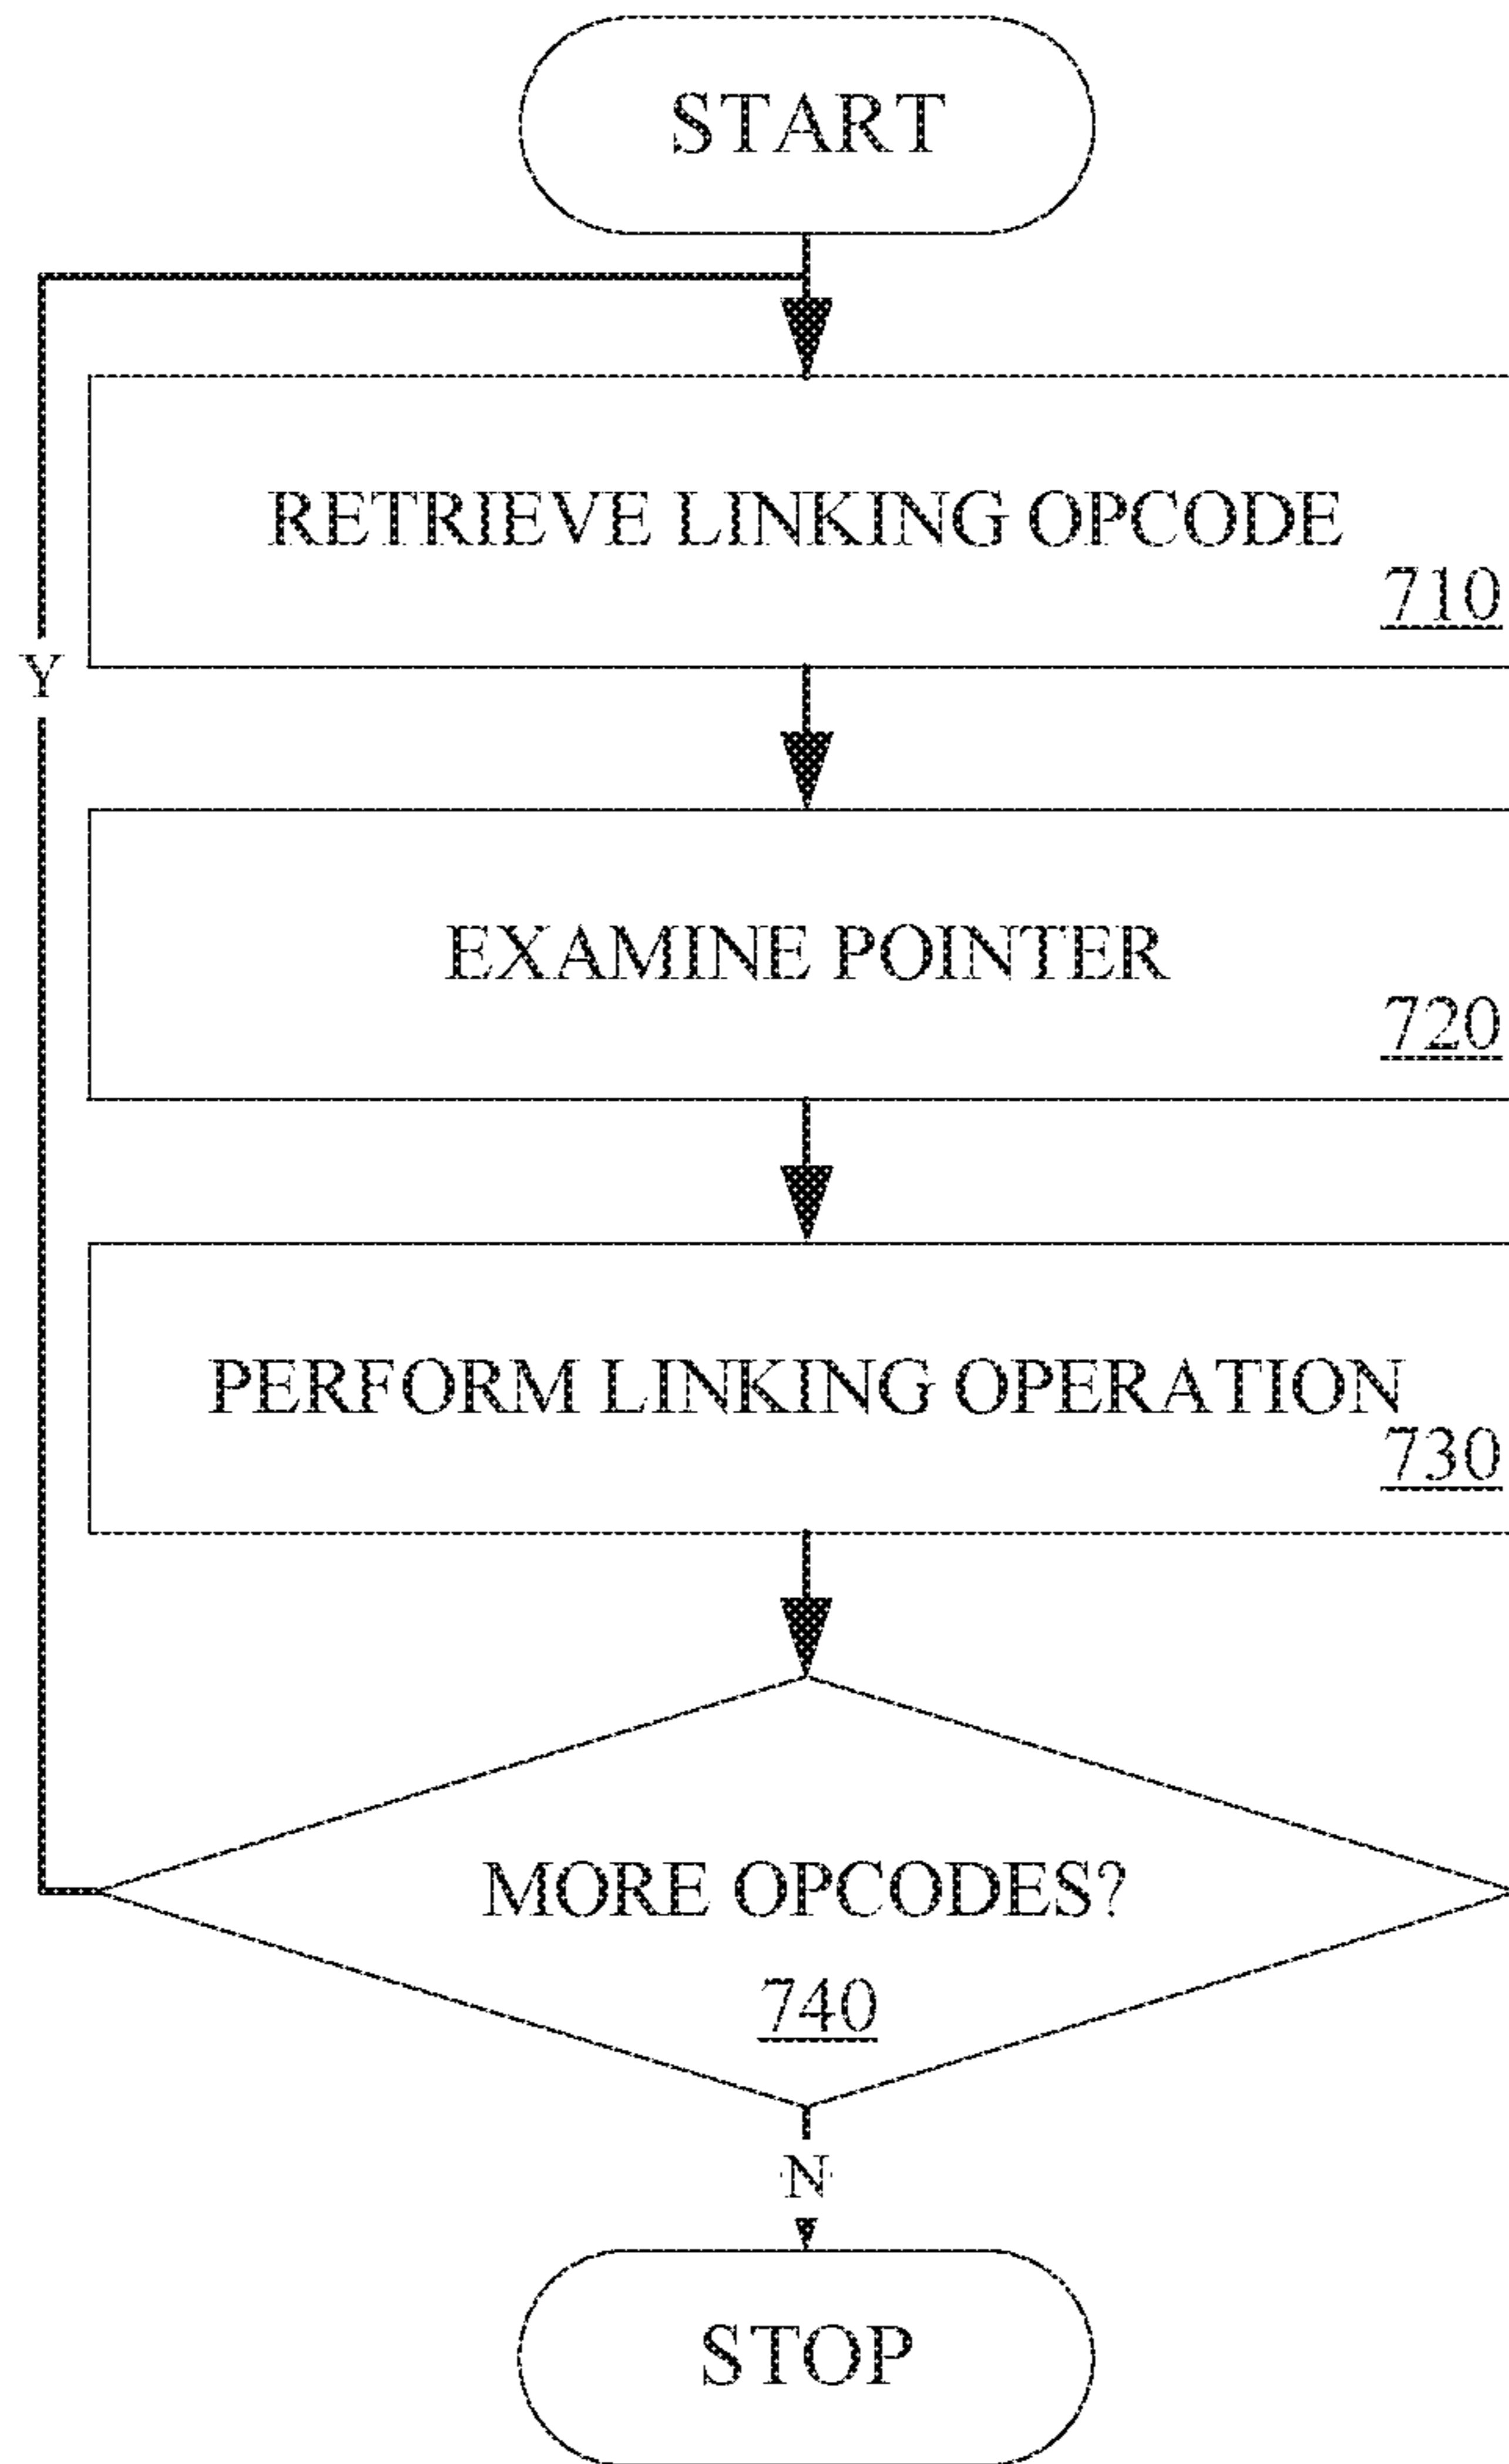 START
RETRIEVE LINKING OPCODE
710
Y
EXAMINE POINTER
720
PERFORM LINKING OPERATION
730
MORE OPCODES?
740
N
STOP